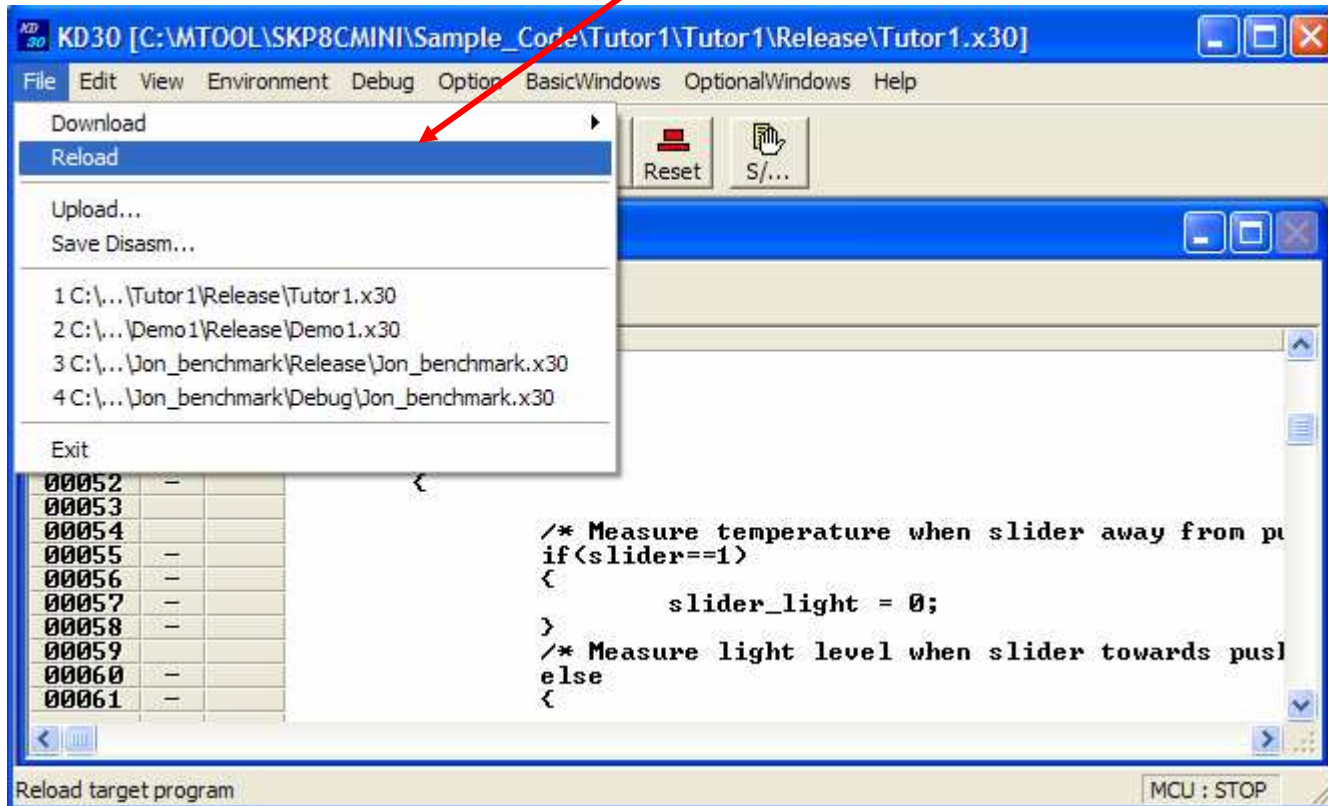 KD30 [C:\MTOOL\SKP8CMINI\Sample_Code\Tutor1\Tutor1\Release\Tutor1.x30]
File Edit View Environment Debug Option BasicWindows OptionalWindows Help
Download
Reload
Reset S/...
Upload...
Save Disasm...
1 C:\...\Tutor1\Release\Tutor1.x30
2 C:\...\Demo1\Release\Demo1.x30
3 C:\...\Jon_benchmark\Release\Jon_benchmark.x30
4 C:\...\Jon_benchmark\Debug\Jon_benchmark.x30
Exit
00052 - {
00053
00054 /* Measure temperature when slider away from pu
00055 - if(slider==1)
00056 - {
00057 - slider_light = 0;
00058 - }
00059 /* Measure light level when slider towards push
00060 - else
00061 - {
Reload target program MCU : STOP